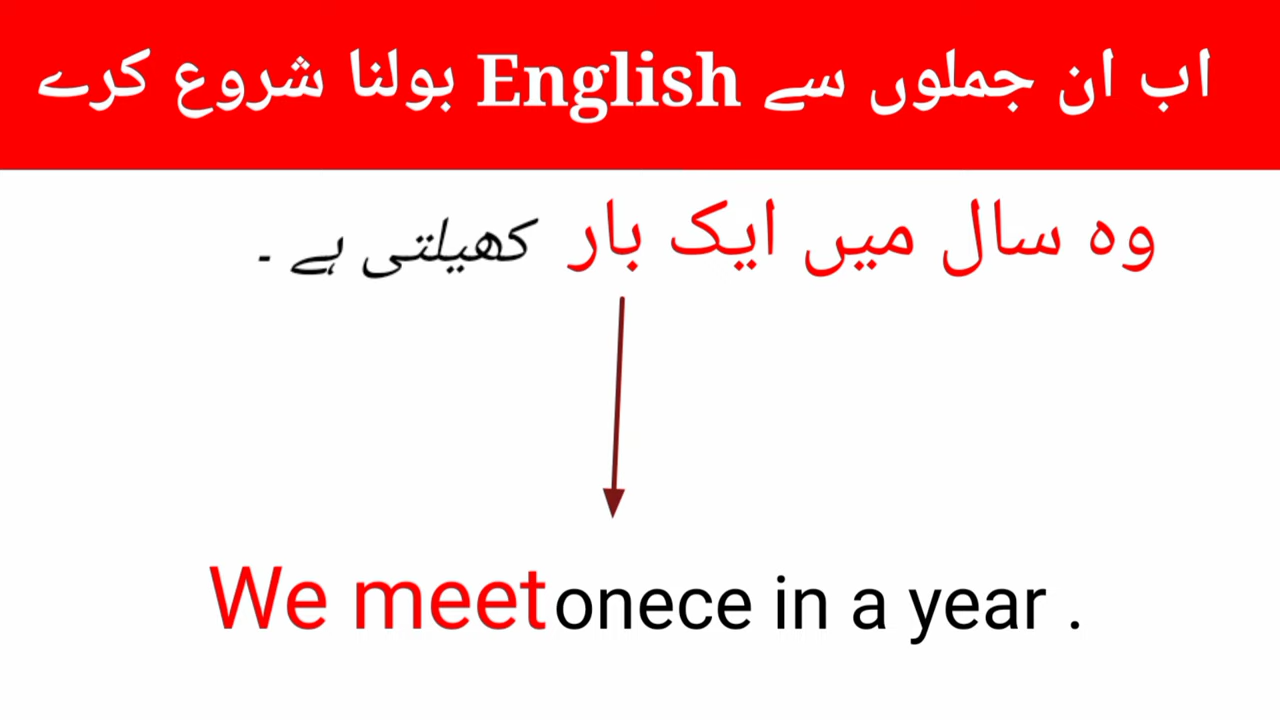 اب ان جملوں سے English بولنا شروع کرے
وہ سال میں ایک بار کھیلتی ہے ۔
We meet onece in a year .